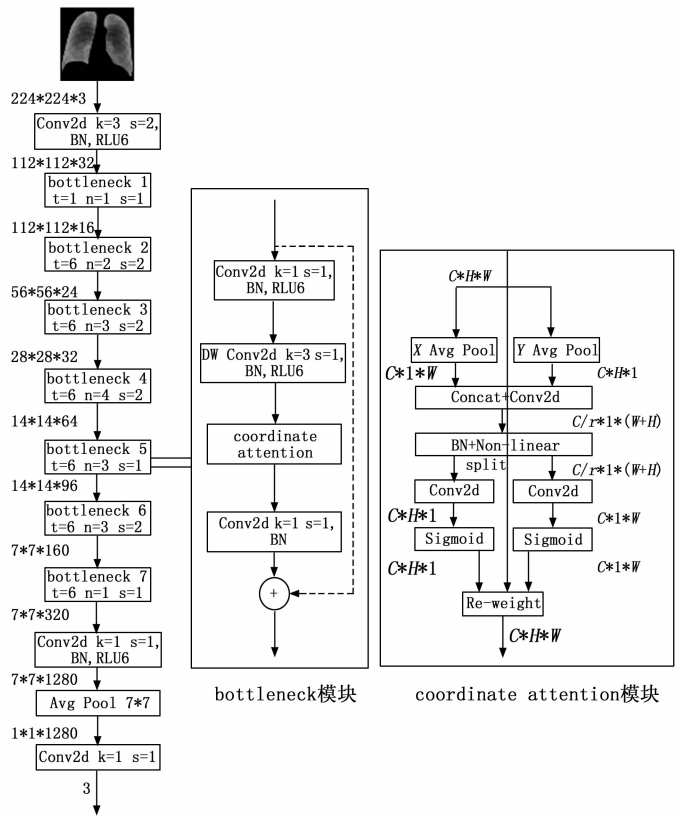 224*224*3
Conv2d k=3 s=2,
BN,RLU6
112*112*32
bottleneck 1
t=1 n=1 s=1
112*112*16
bottleneck 2
t=6 n=2 s=2
56*56*24
bottleneck 3
t=6 n=3 s=2
28*28*32
bottleneck 4
t=6 n=4 s=2
14*14*64
bottleneck 5
t=6 n=3 s=1
14*14*96
bottleneck 6
t=6 n=3 s=2
7*7*160
bottleneck 7
t=6 n=1 s=1
7*7*320
Conv2d k=1 s=1,
BN,RLU6
7*7*1280
Avg Pool 7*7
1*1*1280
Conv2d k=1 s=1
3
Conv2d k=1 s=1,
BN,RLU6
DW Conv2d k=3 s=1,
BN,RLU6
coordinate
attention
Conv2d k=1 s=1,
BN
+
bottleneck模块
C*H*W
X Avg Pool
Y Avg Pool
C*1*W
C*H*1
Concat+Conv2d
C/r*1*(W+H)
BN+Non-linear
split
C/r*1*(W+H)
Conv2d
Conv2d
C*H*1
C*1*W
Sigmoid
Sigmoid
C*H*1
C*1*W
Re-weight
C*H*W
coordinate attention模块